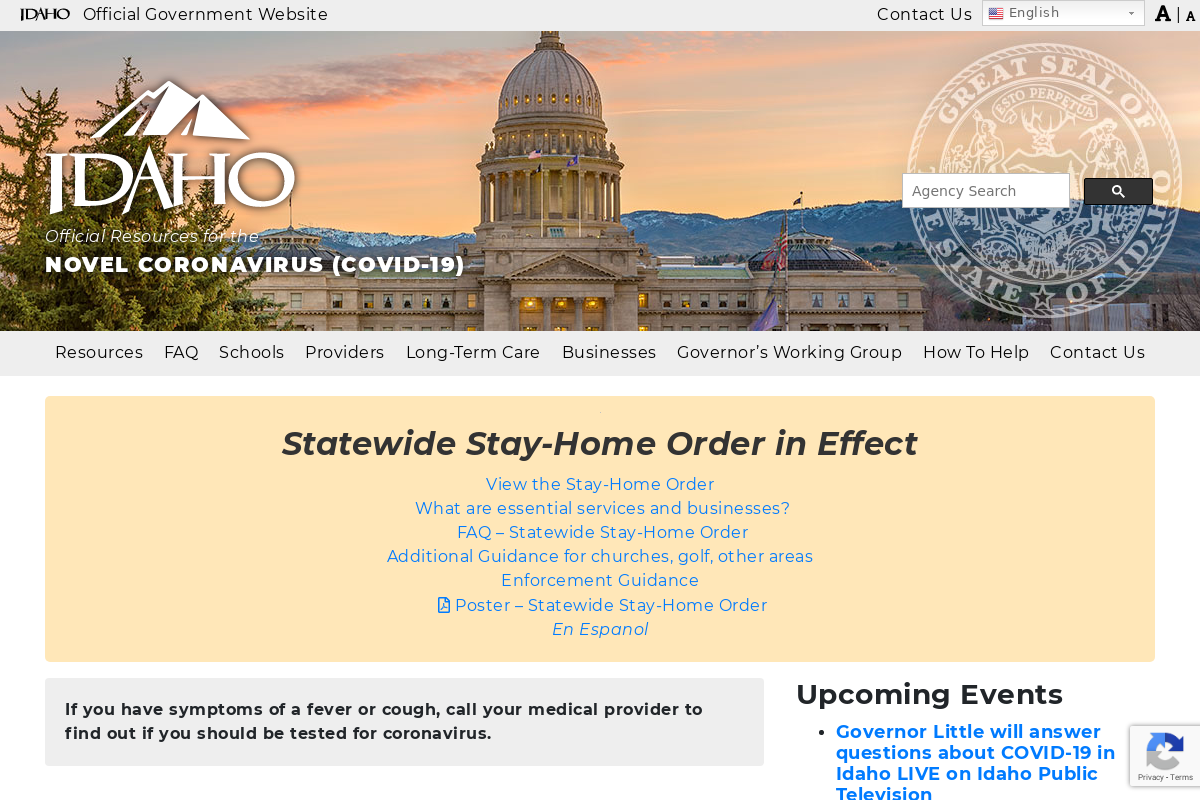 IDAHO Official Government Website
Contact Us
English
A | A
GREAT SEAL OF
ESTO PERPETUA
IDAHO
Agency Search
Official Resources for the
NOVEL CORONAVIRUS (COVID-19)
THE STATE OF IDAHO
Resources FAQ Schools Providers Long-Term Care Businesses Governor’s Working Group How To Help Contact Us
Statewide Stay-Home Order in Effect
View the Stay-Home Order
What are essential services and businesses?
FAQ – Statewide Stay-Home Order
Additional Guidance for churches, golf, other areas
Enforcement Guidance
Poster – Statewide Stay-Home Order
En Espanol
If you have symptoms of a fever or cough, call your medical provider to
find out if you should be tested for coronavirus.
Upcoming Events
Governor Little will answer
questions about COVID-19 in
Idaho LIVE on Idaho Public
Television
Privacy - Terms